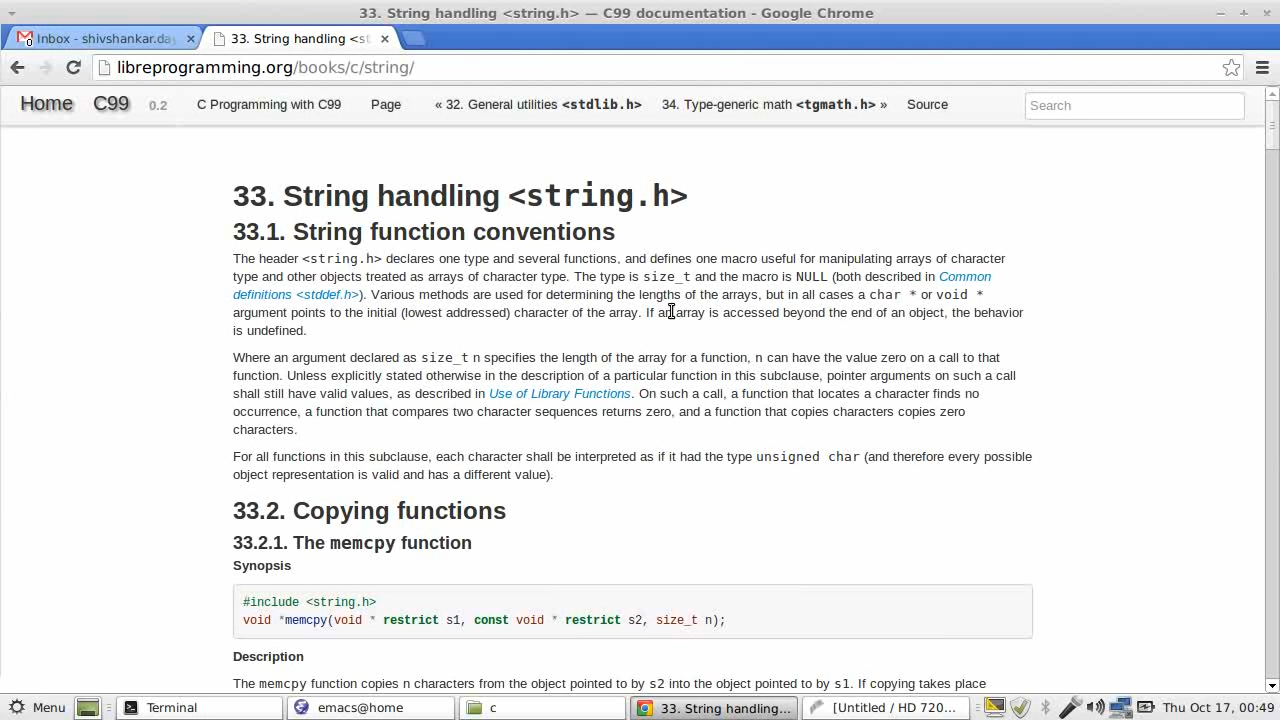 33. String handling <string.h> — C99 documentation - Google Chrome
Inbox - shivshankar.da
33. String handling <st
libreprogramming.org/books/c/string/
Home C99 0.2 C Programming with C99 Page « 32. General utilities <stdlib.h> 34. Type-generic math <tgmath.h> » Source Search
33. String handling <string.h>
33.1. String function conventions
The header <string.h> declares one type and several functions, and defines one macro useful for manipulating arrays of character
type and other objects treated as arrays of character type. The type is size_t and the macro is NULL (both described in Common
definitions <stddef.h>). Various methods are used for determining the lengths of the arrays, but in all cases a char * or void *
argument points to the initial (lowest addressed) character of the array. If an array is accessed beyond the end of an object, the behavior
is undefined.
Where an argument declared as size_t n specifies the length of the array for a function, n can have the value zero on a call to that
function. Unless explicitly stated otherwise in the description of a particular function in this subclause, pointer arguments on such a call
shall still have valid values, as described in Use of Library Functions. On such a call, a function that locates a character finds no
occurrence, a function that compares two character sequences returns zero, and a function that copies characters copies zero
characters.
For all functions in this subclause, each character shall be interpreted as if it had the type unsigned char (and therefore every possible
object representation is valid and has a different value).
33.2. Copying functions
33.2.1. The memcpy function
Synopsis
#include <string.h>
void *memcpy(void * restrict s1, const void * restrict s2, size_t n);
Description
The memcpy function copies n characters from the object pointed to by s2 into the object pointed to by s1. If copying takes place
Menu Terminal emacs@home c 33. String handling... [Untitled / HD 720... Thu Oct 17, 00:49